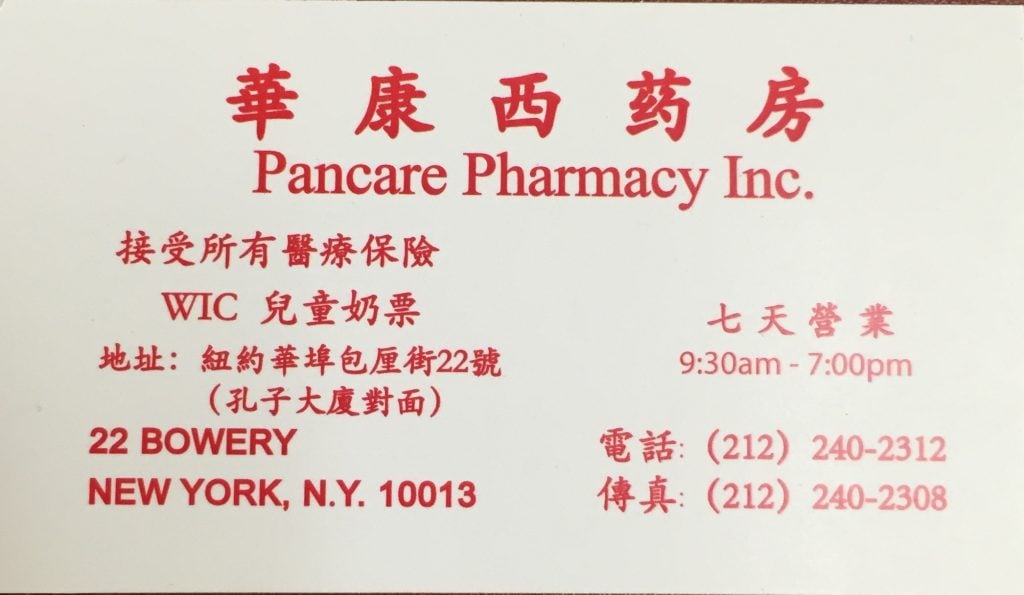 華康西药房
Pancare Pharmacy Inc.
接受所有醫療保險
WIC 兒童奶票
地址：紐約華埠包厘街22號
（孔子大廈對面）
22 BOWERY
NEW YORK, N.Y. 10013
七天營業
9:30am - 7:00pm
電話:（212）240-2312
傳真:（212）240-2308